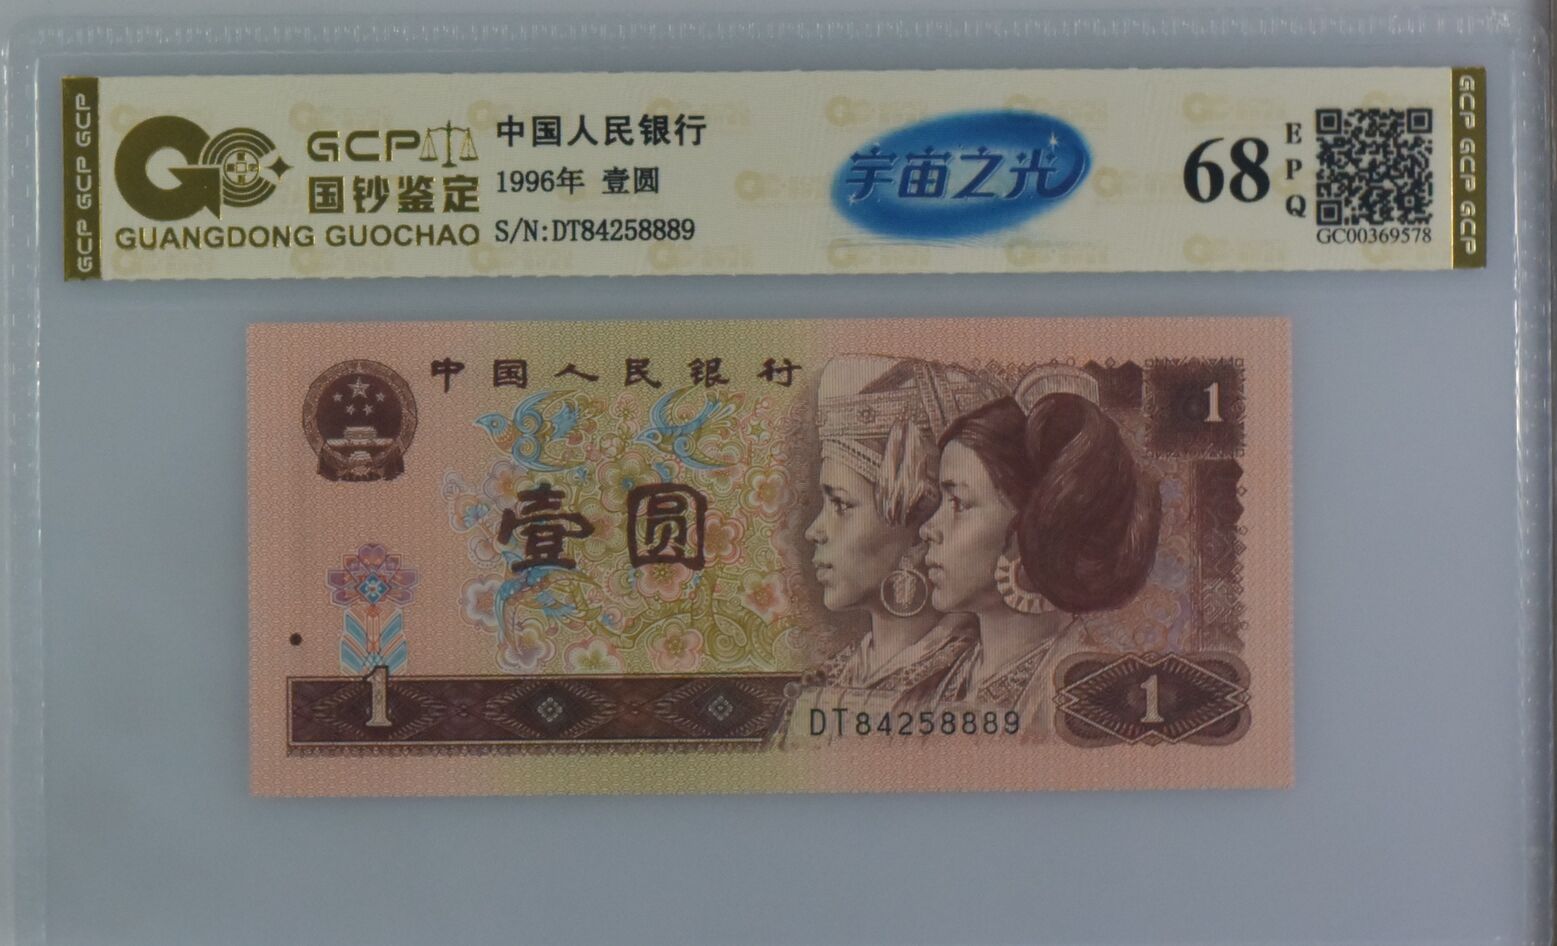 GCP GCP GCP
GCP
国钞鉴定
GUANGDONG GUOCHAO
中国人民银行
1996年 壹圆
S/N:DT84258889
宇宙之光
68
EPQ
GC00369578
GCP GCP GCP
中国人民银行
1
壹圆
1
DT84258889
1